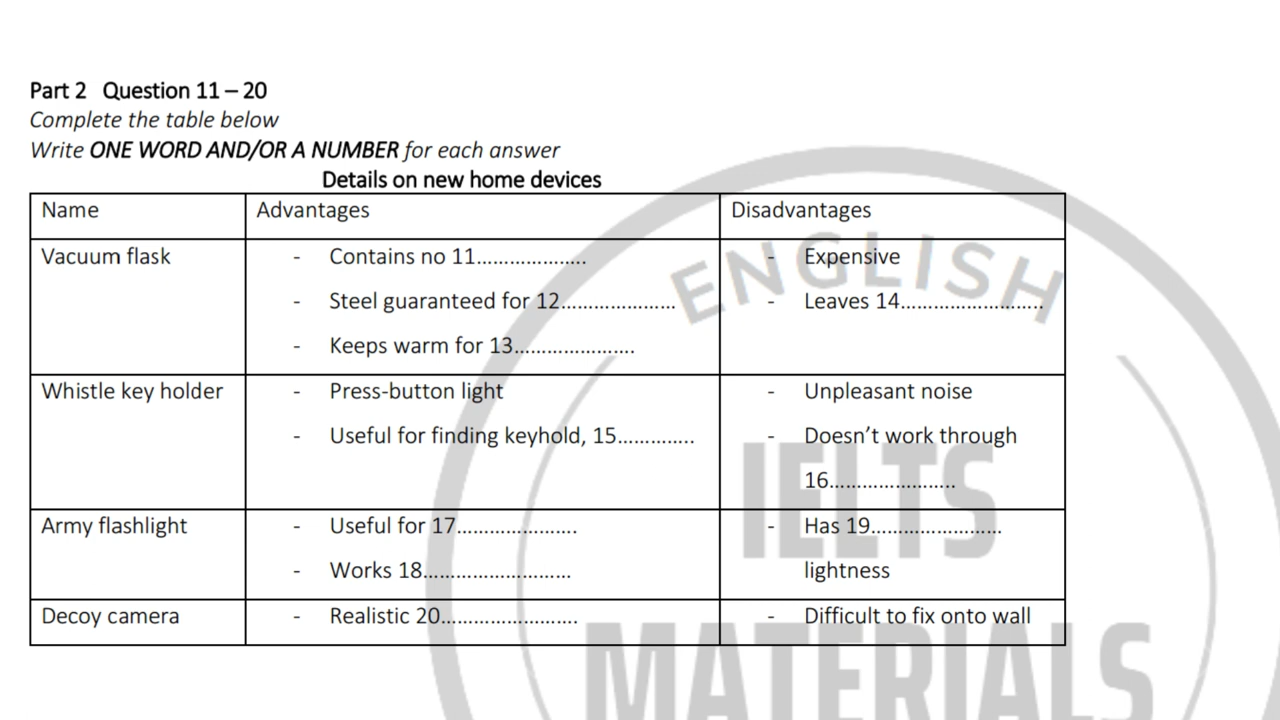 Part 2 Question 11 – 20
Complete the table below
Write ONE WORD AND/OR A NUMBER for each answer
Details on new home devices
Name Advantages Disadvantages
Vacuum flask - Contains no 11.................... - Expensive
- Steel guaranteed for 12..................... - Leaves 14..........................
- Keeps warm for 13......................
Whistle key holder - Press-button light - Unpleasant noise
- Useful for finding keyhold, 15.............. - Doesn’t work through
16.......................
Army flashlight - Useful for 17...................... - Has 19........................
- Works 18........................... lightness
Decoy camera - Realistic 20......................... - Difficult to fix onto wall
ENGLISH
IELTS
MATERIALS